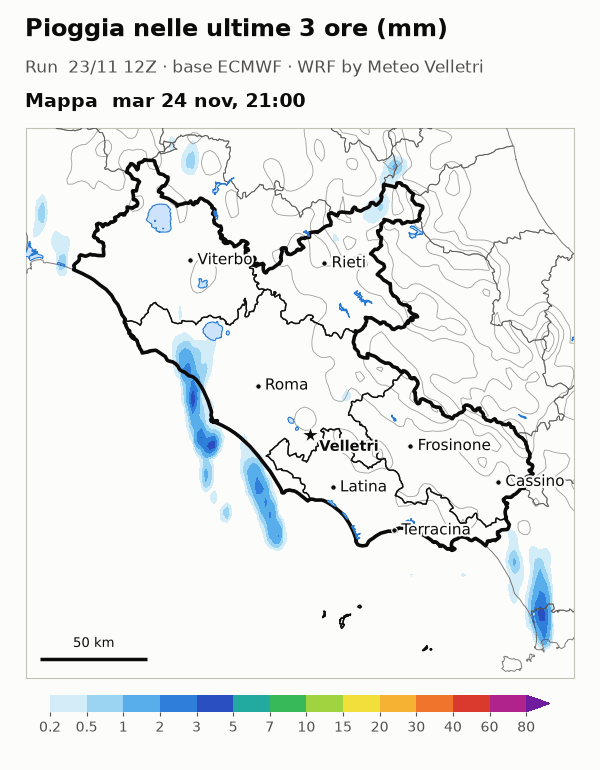 Pioggia nelle ultime 3 ore (mm)
Run  23/11 12Z · base ECMWF · WRF by Meteo Velletri
Mappa  mar 24 nov, 21:00
Viterbo
Rieti
Roma
Velletri
Frosinone
Latina
Cassino
Terracina
50 km
0.2 0.5 1 2 3 5 7 10 15 20 30 40 60 80